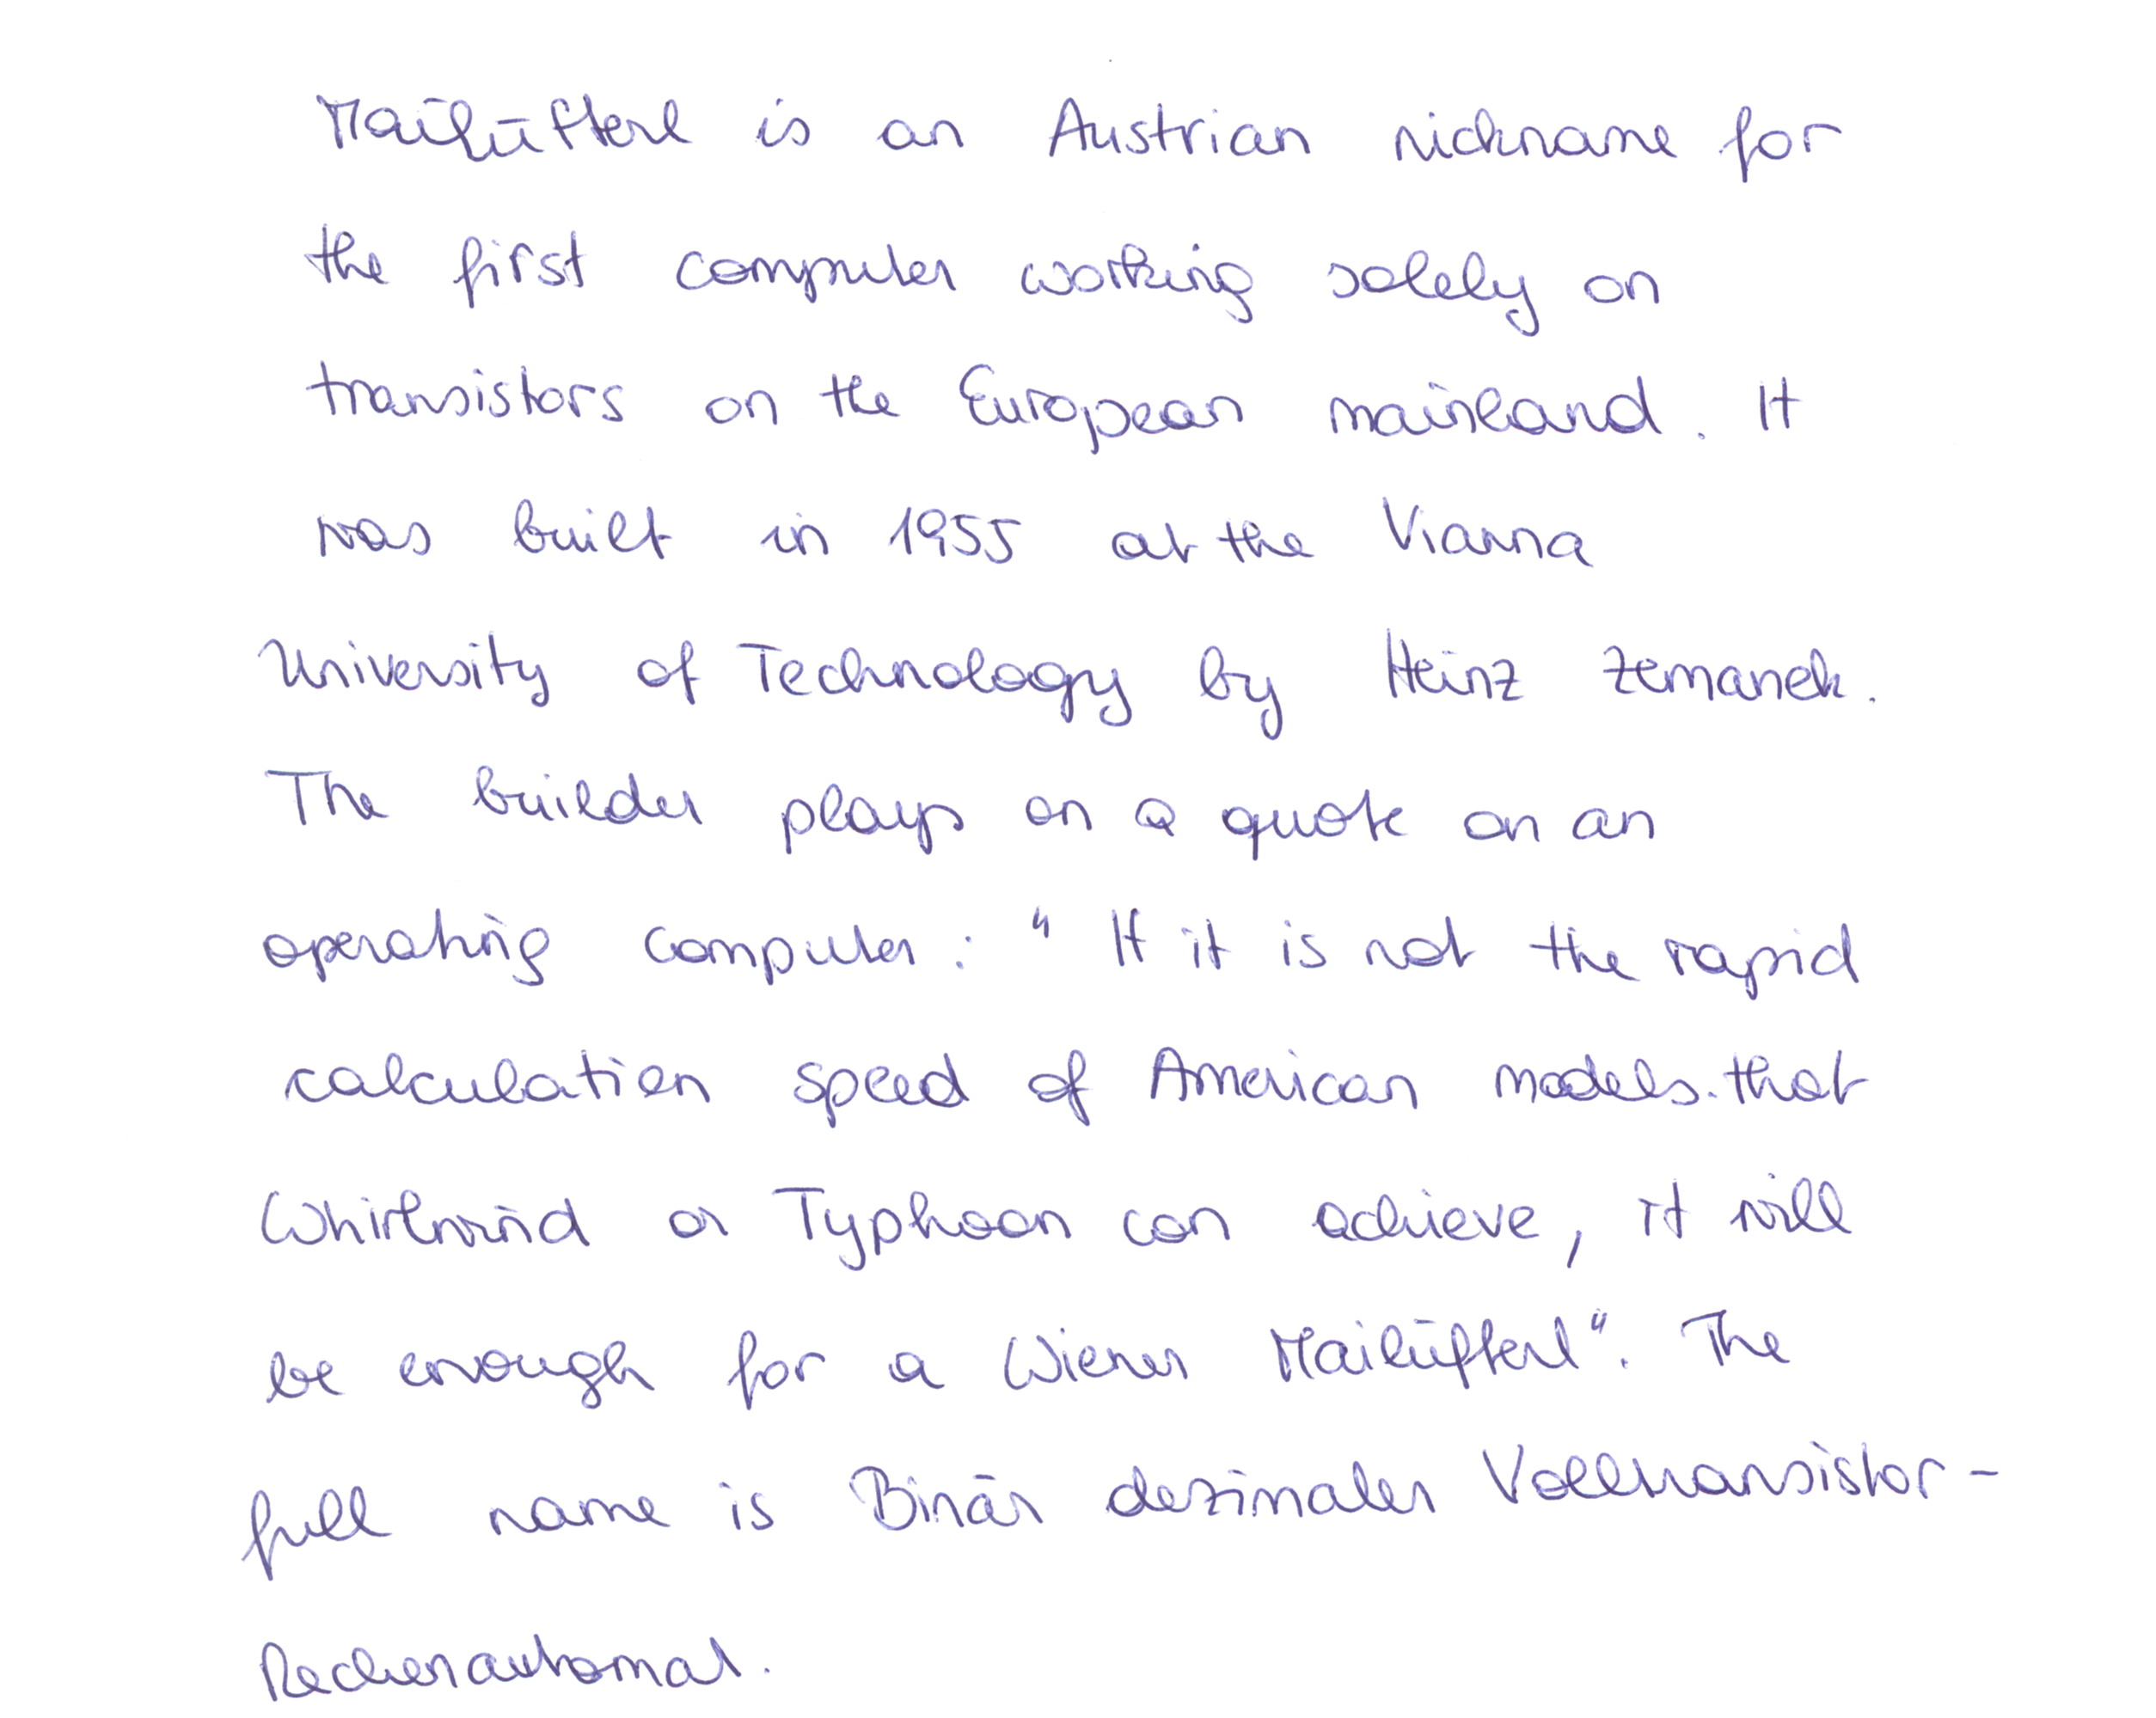 Mailüfterl is an Austrian nickname for
the first computer working solely on
transistors on the European mainland. It
was built in 1955 at the Vianna
University of Technology by Heinz Zemanek.
The builder plays on a quote on an
operating computer: "If it is not the rapid
calculation speed of American models. that
Whirlwind or Typhoon can achieve, it will
be enough for a Wiener Mailüfterl". The
full name is Binär dezimaler Volltransistor-
Rechenautomat.